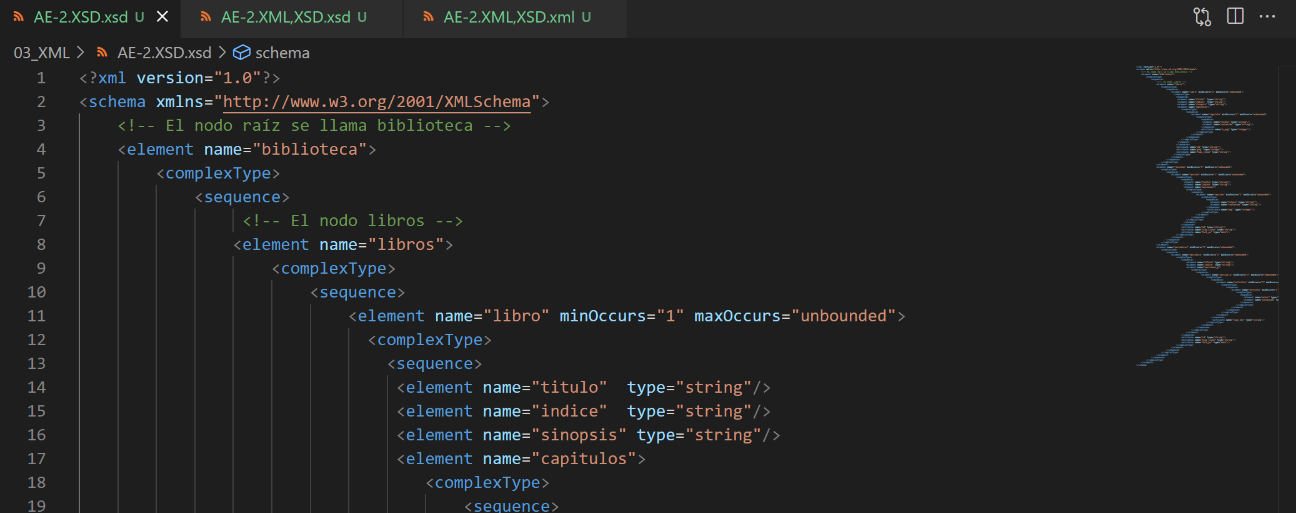 AE-2.XSD.xsd U AE-2.XML,XSD.xsd U AE-2.XML,XSD.xml U
03_XML > AE-2.XSD.xsd > schema
1 <?xml version="1.0"?>
2 <schema xmlns="http://www.w3.org/2001/XMLSchema">
3 <!-- El nodo raíz se llama biblioteca -->
4 <element name="biblioteca">
5 <complexType>
6 <sequence>
7 <!-- El nodo libros -->
8 <element name="libros">
9 <complexType>
10 <sequence>
11 <element name="libro" minOccurs="1" maxOccurs="unbounded">
12 <complexType>
13 <sequence>
14 <element name="titulo"  type="string"/>
15 <element name="indice"  type="string"/>
16 <element name="sinopsis" type="string"/>
17 <element name="capitulos">
18 <complexType>
19 <sequence>